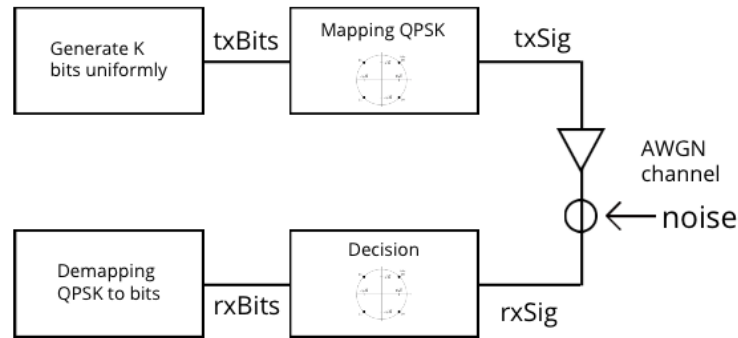 Generate K
bits uniformly
txBits
Mapping QPSK
txSig
AWGN
channel
noise
Demapping
QPSK to bits
rxBits
Decision
rxSig